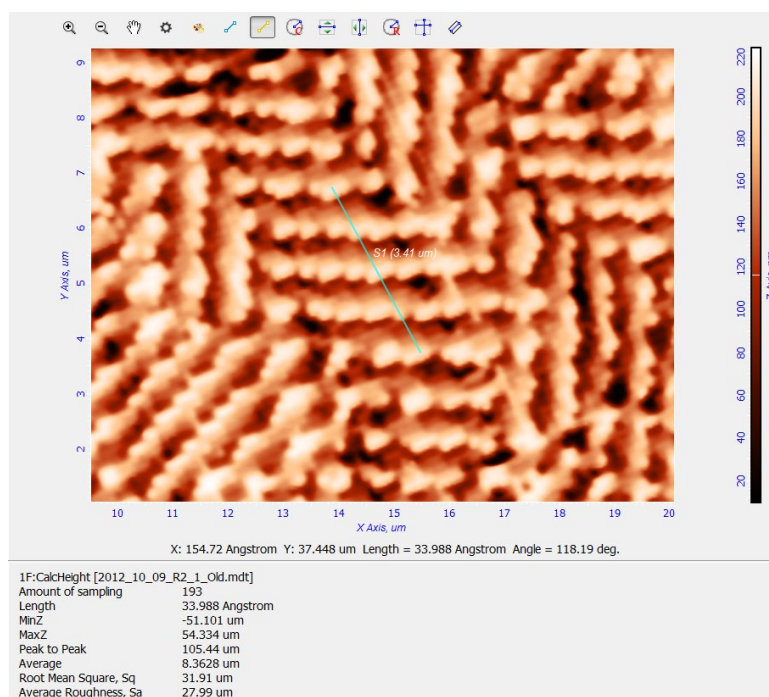 220
200
180
160
140
120
100
80
60
40
20
9
8
7
6
5
4
3
2
Y Axis, um
S1 (3.41 um)
10 11 12 13 14 15 16 17 18 19 20
X Axis, um
X: 154.72 Angstrom Y: 37.448 um Length = 33.988 Angstrom Angle = 118.19 deg.
1F:CalcHeight [2012_10_09_R2_1_Old.mdt]
Amount of sampling 193
Length 33.988 Angstrom
MinZ -51.101 um
MaxZ 54.334 um
Peak to Peak 105.44 um
Average 8.3628 um
Root Mean Square, Sq 31.91 um
Average Roughness, Sa 27.99 um